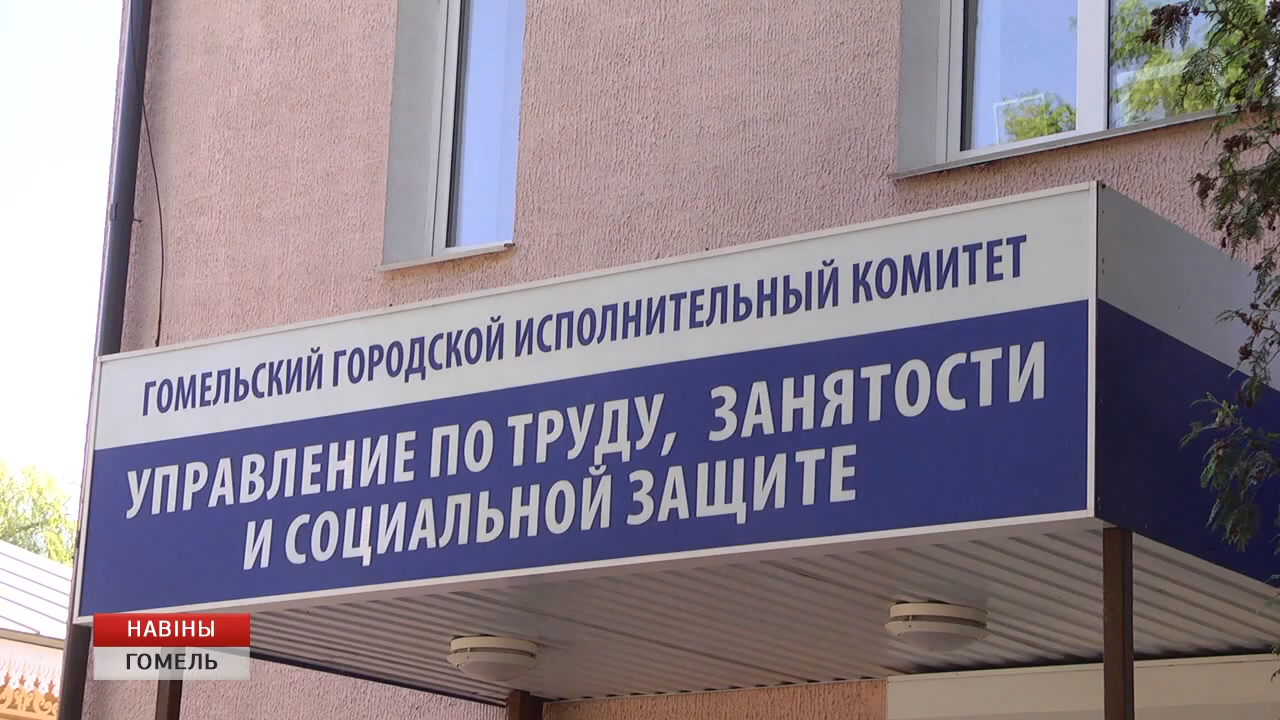 ГОМЕЛЬСКИЙ ГОРОДСКОЙ ИСПОЛНИТЕЛЬНЫЙ КОМИТЕТ
УПРАВЛЕНИЕ ПО ТРУДУ, ЗАНЯТОСТИ
И СОЦИАЛЬНОЙ ЗАЩИТЕ
НАВІНЫ
ГОМЕЛЬ